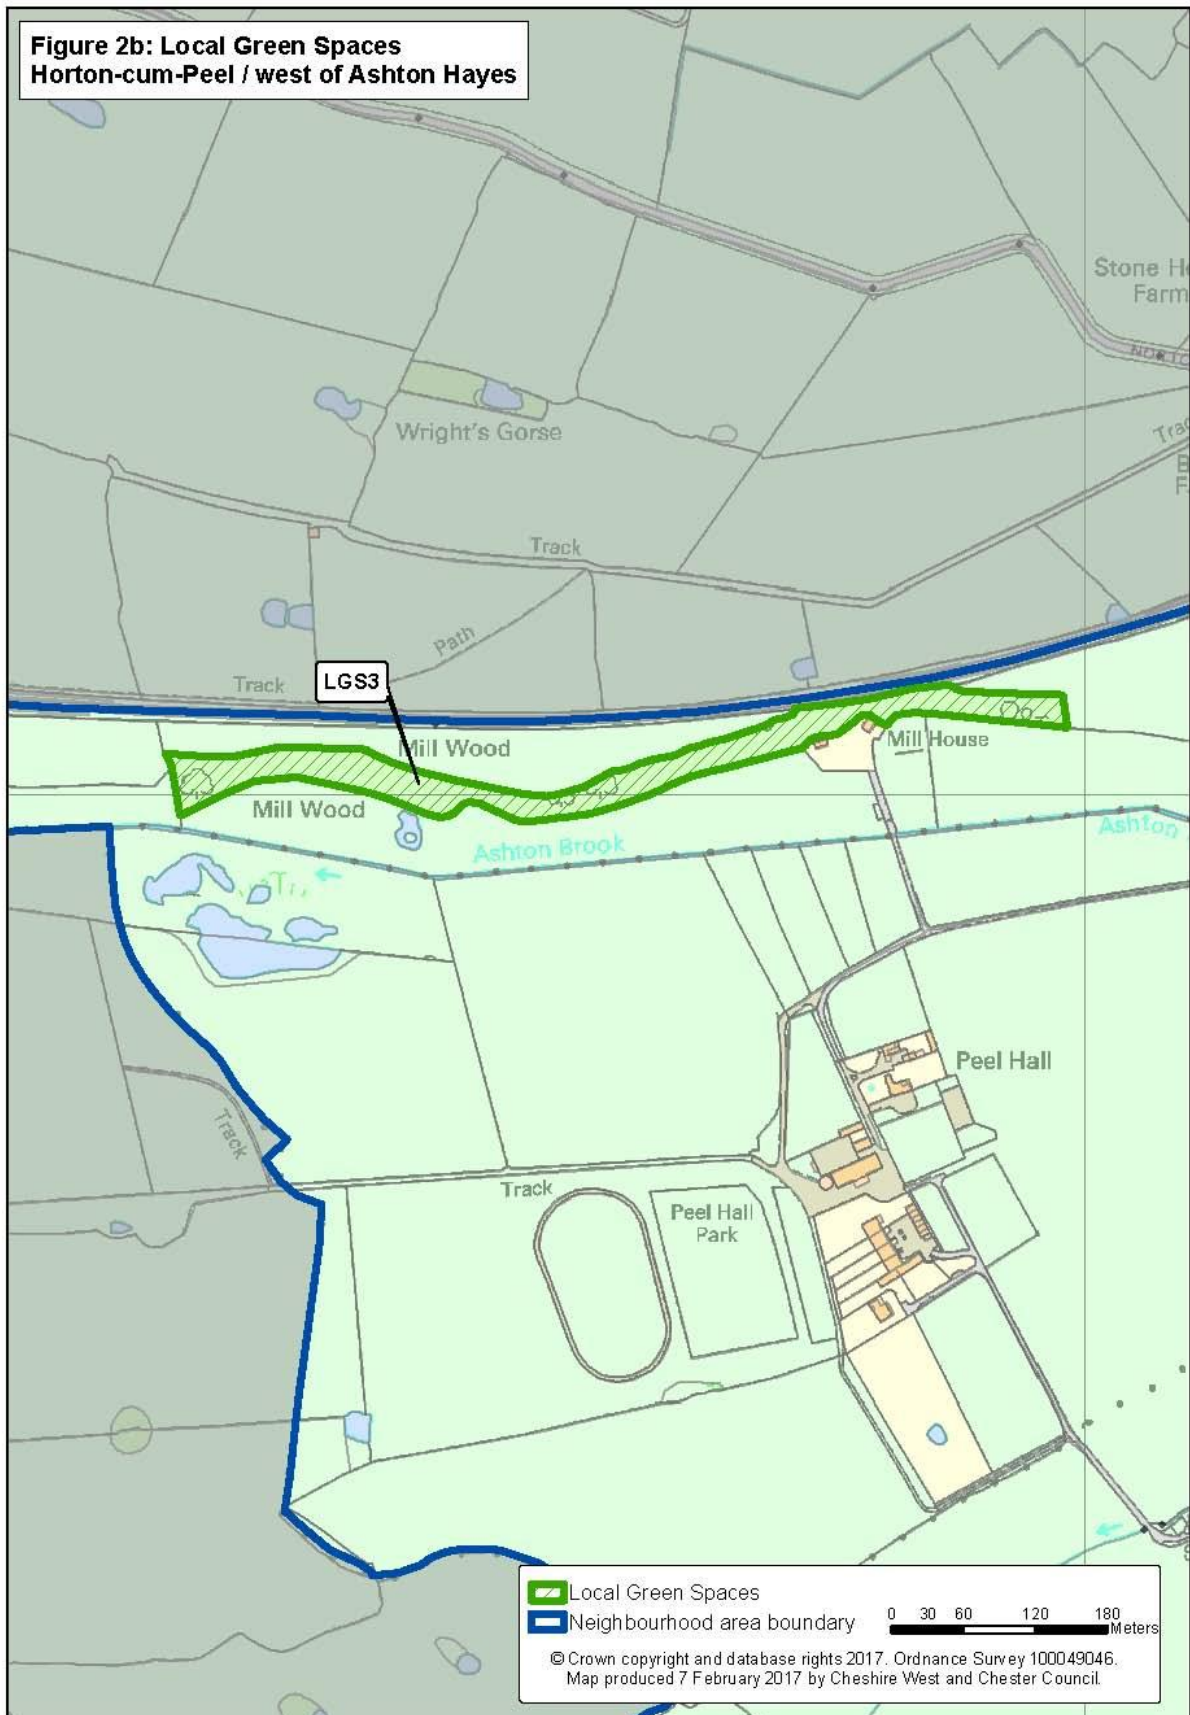 Figure 2b: Local Green Spaces
Horton-cum-Peel / west of Ashton Hayes
Stone
Farm
Wright's Gorse
Track
Path
Track
LGS3
Mill Wood
Mill House
Mill Wood
Ashton Brook
Ashton
Peel Hall
Track
Track
Peel Hall
Park
Local Green Spaces
Neighbourhood area boundary
0 30 60 120 180
Meters
© Crown copyright and database rights 2017. Ordnance Survey 100049046.
Map produced 7 February 2017 by Cheshire West and Chester Council.